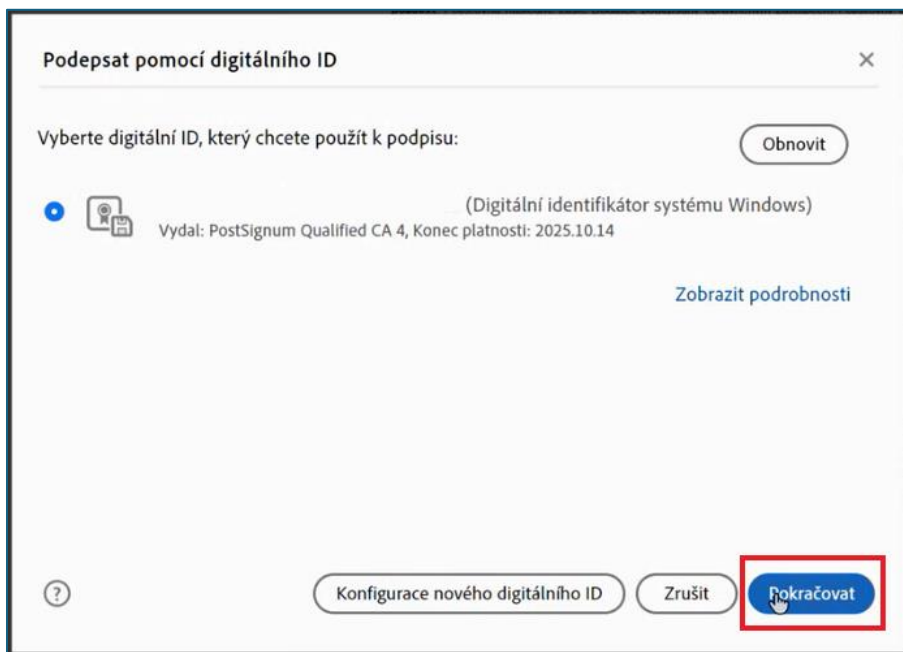 Podepsat pomocí digitálního ID
Vyberte digitální ID, který chcete použít k podpisu:
Obnovit
(Digitální identifikátor systému Windows)
Vydal: PostSignum Qualified CA 4, Konec platnosti: 2025.10.14
Zobrazit podrobnosti
?
Konfigurace nového digitálního ID
Zrušit
Pokračovat